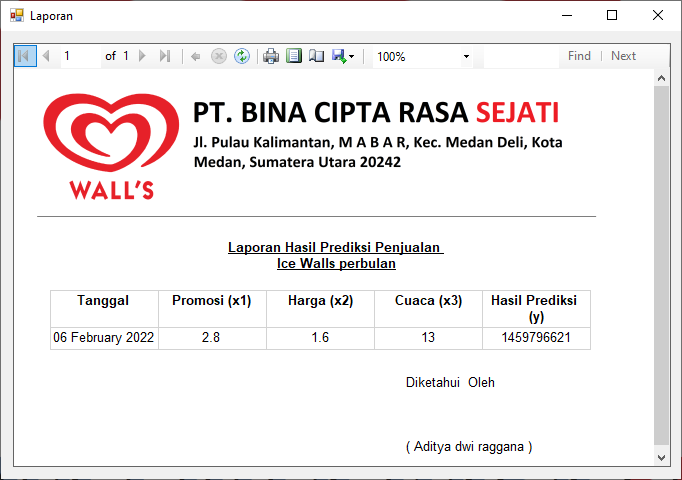 Laporan
1 of 1 100% Find | Next
PT. BINA CIPTA RASA SEJATI
Jl. Pulau Kalimantan, M A B A R, Kec. Medan Deli, Kota
Medan, Sumatera Utara 20242
WALL'S
Laporan Hasil Prediksi Penjualan
Ice Walls perbulan
Tanggal Promosi (x1) Harga (x2) Cuaca (x3) Hasil Prediksi
(y)
06 February 2022 2.8 1.6 13 1459796621
Diketahui Oleh
( Aditya dwi raggana )